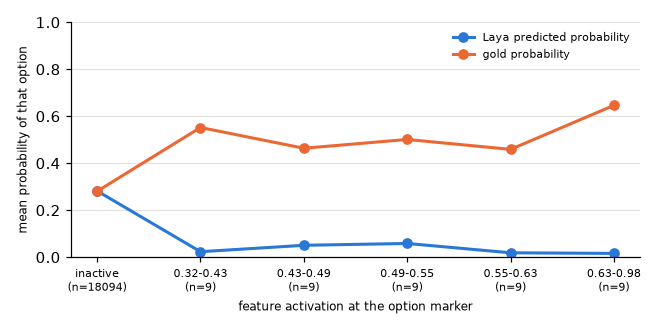 1.0
0.8
0.6
0.4
0.2
0.0
mean probability of that option
Laya predicted probability
gold probability
inactive
(n=18094)
0.32-0.43
(n=9)
0.43-0.49
(n=9)
0.49-0.55
(n=9)
0.55-0.63
(n=9)
0.63-0.98
(n=9)
feature activation at the option marker